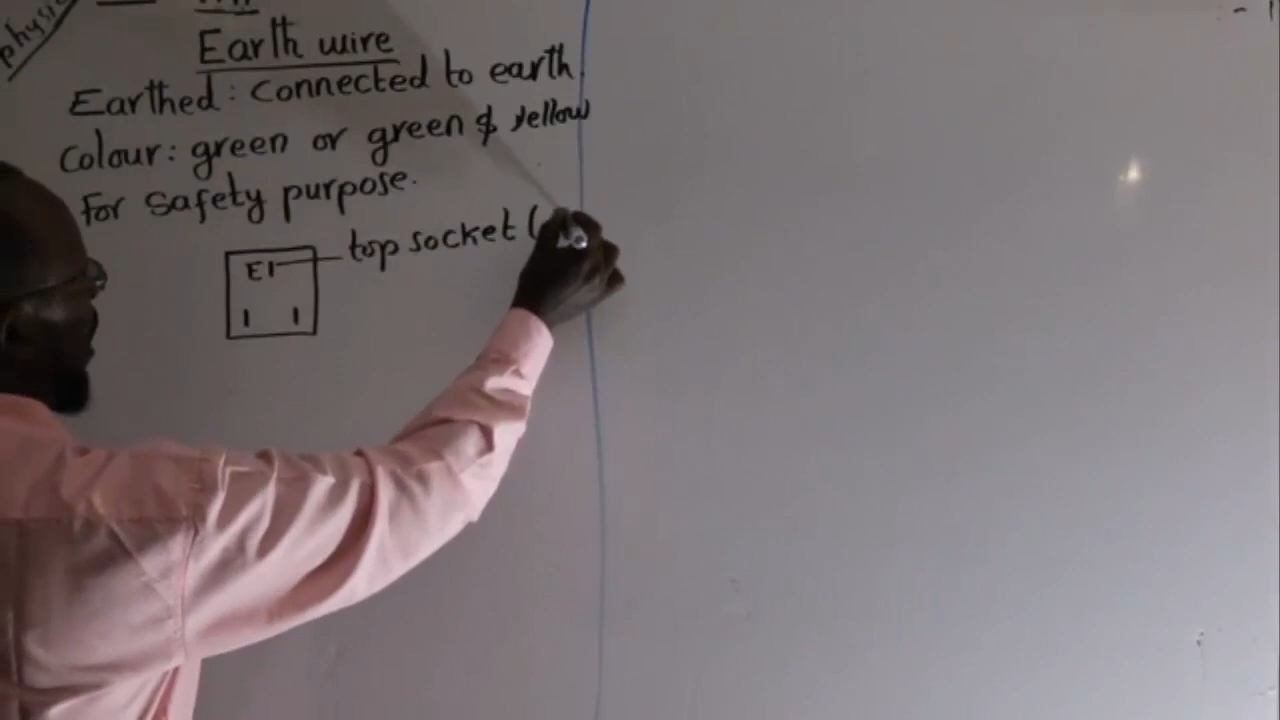 Earth wire
Earthed: Connected to earth
Colour: green or green & yellow
For safety purpose.
E
top socket (